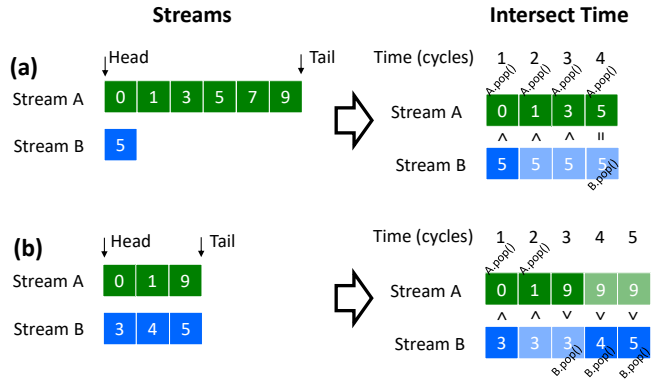 Streams
Intersect Time
(a)
Head
Tail
Time (cycles) 1 2 3 4
A.pop() A.pop() A.pop() A.pop()
Stream A 0 1 3 5 7 9
Stream A 0 1 3 5
< < < =
Stream B 5
Stream B 5 5 5 5
B.pop()
(b)
Head
Tail
Time (cycles) 1 2 3 4 5
A.pop() A.pop()
Stream A 0 1 9
Stream A 0 1 9 9 9
< < > > >
Stream B 3 4 5
Stream B 3 3 3 4 5
B.pop() B.pop() B.pop()